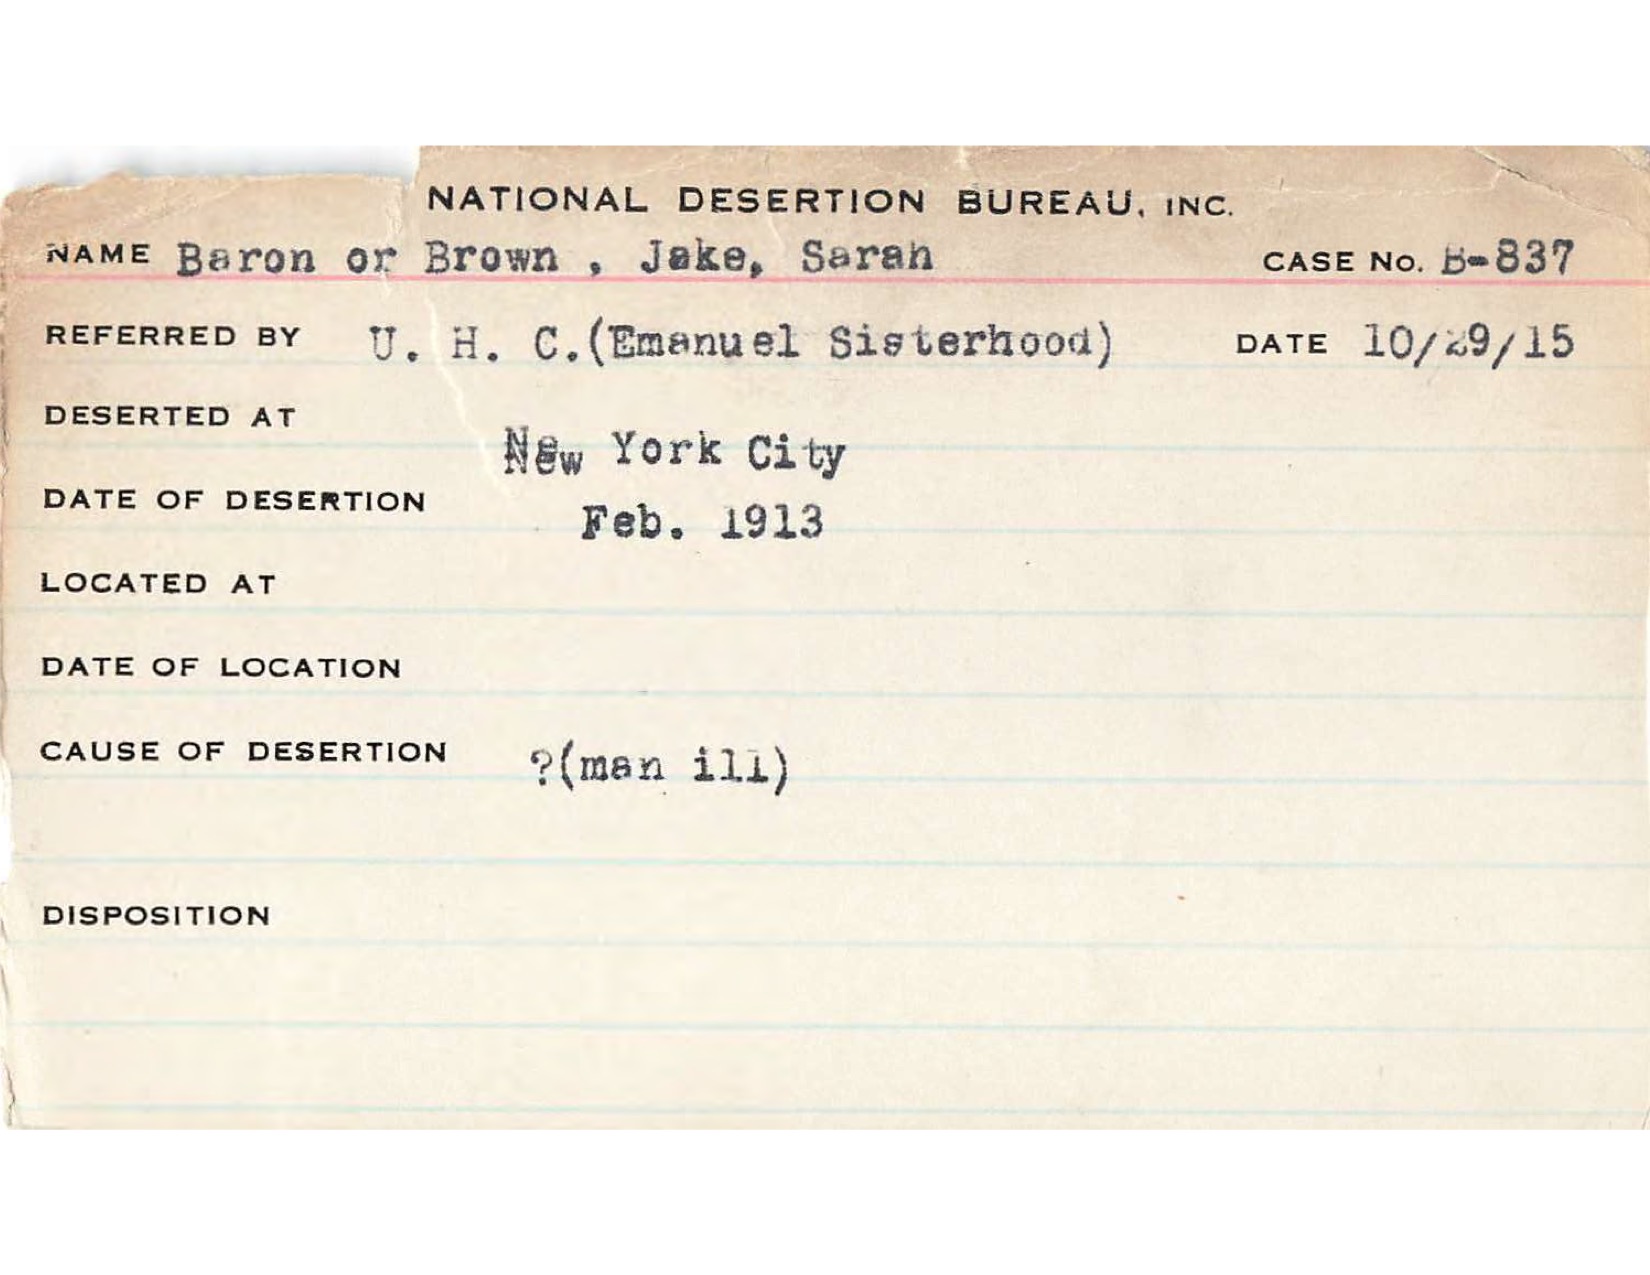 NATIONAL DESERTION BUREAU, INC.
NAME Baron or Brown , Jake, Sarah CASE No. B-837
REFERRED BY U. H. C.(Emanuel Sisterhood) DATE 10/29/15
DESERTED AT New York City
DATE OF DESERTION Feb. 1913
LOCATED AT
DATE OF LOCATION
CAUSE OF DESERTION ?(man ill)
DISPOSITION